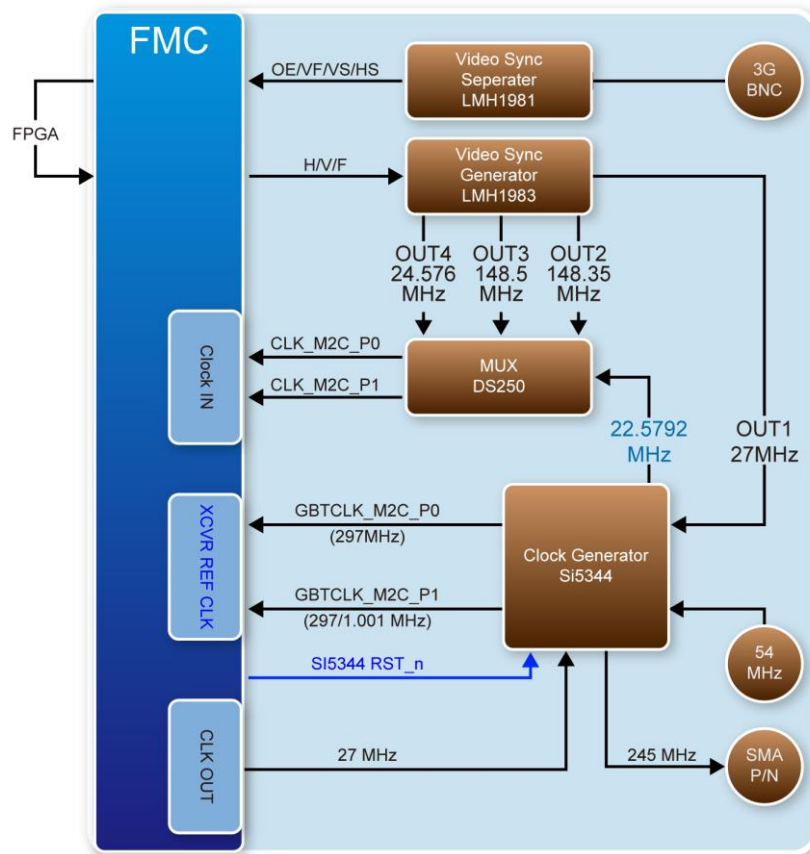 FMC
OE/VF/VS/HS
Video Sync
Seperater
LMH1981
3G
BNC
FPGA
H/V/F
Video Sync
Generator
LMH1983
OUT4
24.576
MHz
OUT3
148.5
MHz
OUT2
148.35
MHz
Clock IN
CLK_M2C_P0
CLK_M2C_P1
MUX
DS250
22.5792
MHz
OUT1
27MHz
XCVR REF CLK
GBTCLK_M2C_P0
(297MHz)
GBTCLK_M2C_P1
(297/1.001 MHz)
Clock Generator
Si5344
SI5344 RST_n
54
MHz
CLK OUT
27 MHz
245 MHz
SMA
P/N